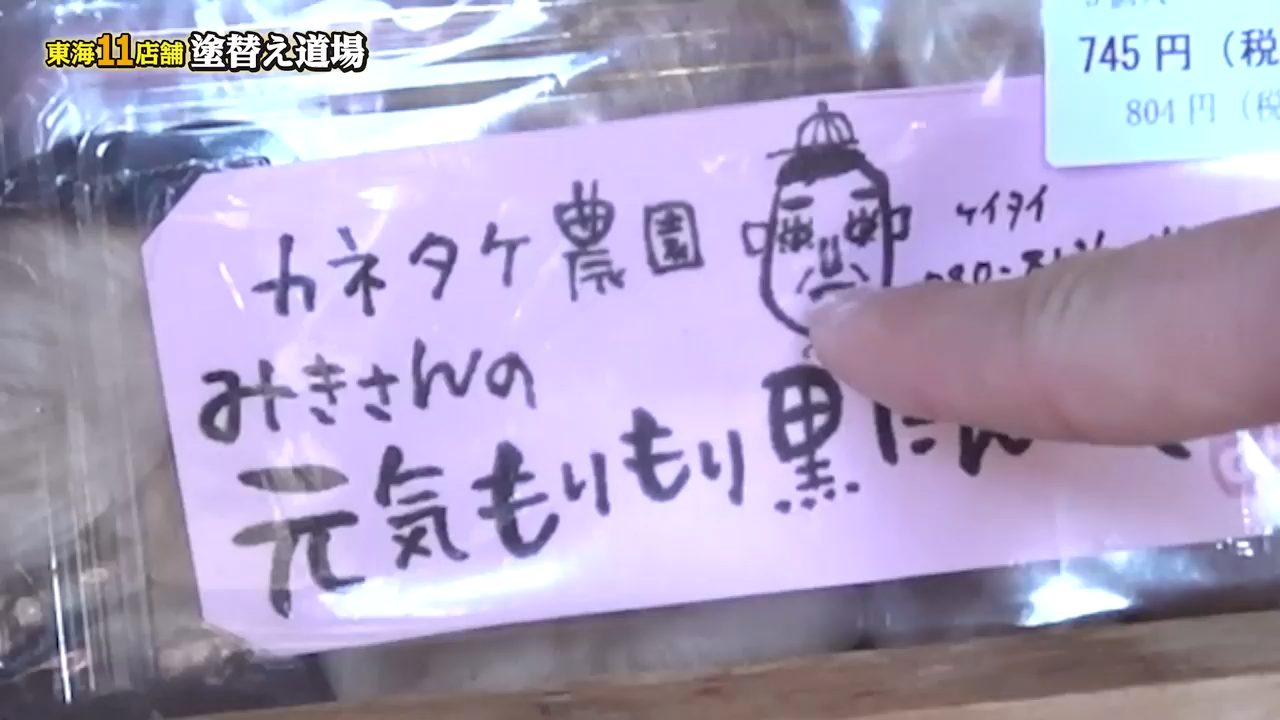 東海11店舗 塗替え道場
745円（税
804円（税
カネタケ農園
ケイタイ
みきさんの
元気もりもり黒にん